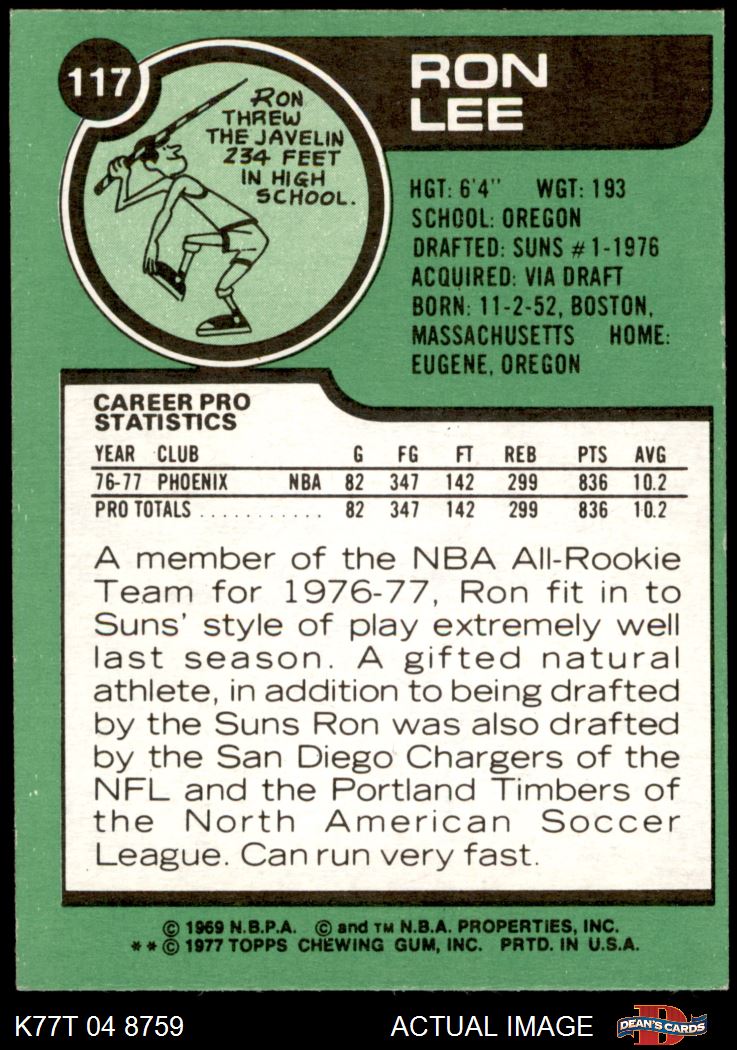 117
RON
LEE
RON
THREW
THE JAVELIN
234 FEET
IN HIGH
SCHOOL.
HGT: 6'4" WGT: 193
SCHOOL: OREGON
DRAFTED: SUNS #1-1976
ACQUIRED: VIA DRAFT
BORN: 11-2-52, BOSTON,
MASSACHUSETTS HOME:
EUGENE, OREGON
CAREER PRO
STATISTICS
YEAR CLUB G FG FT REB PTS AVG
76-77 PHOENIX NBA 82 347 142 299 836 10.2
PRO TOTALS ........... 82 347 142 299 836 10.2
A member of the NBA All-Rookie
Team for 1976-77, Ron fit in to
Suns' style of play extremely well
last season. A gifted natural
athlete, in addition to being drafted
by the Suns Ron was also drafted
by the San Diego Chargers of the
NFL and the Portland Timbers of
the North American Soccer
League. Can run very fast.
© 1969 N.B.P.A. © and TM N.B.A. PROPERTIES, INC.
**© 1977 TOPPS CHEWING GUM, INC. PRTD. IN U.S.A.
K77T 04 8759 ACTUAL IMAGE DEAN'S CARDS